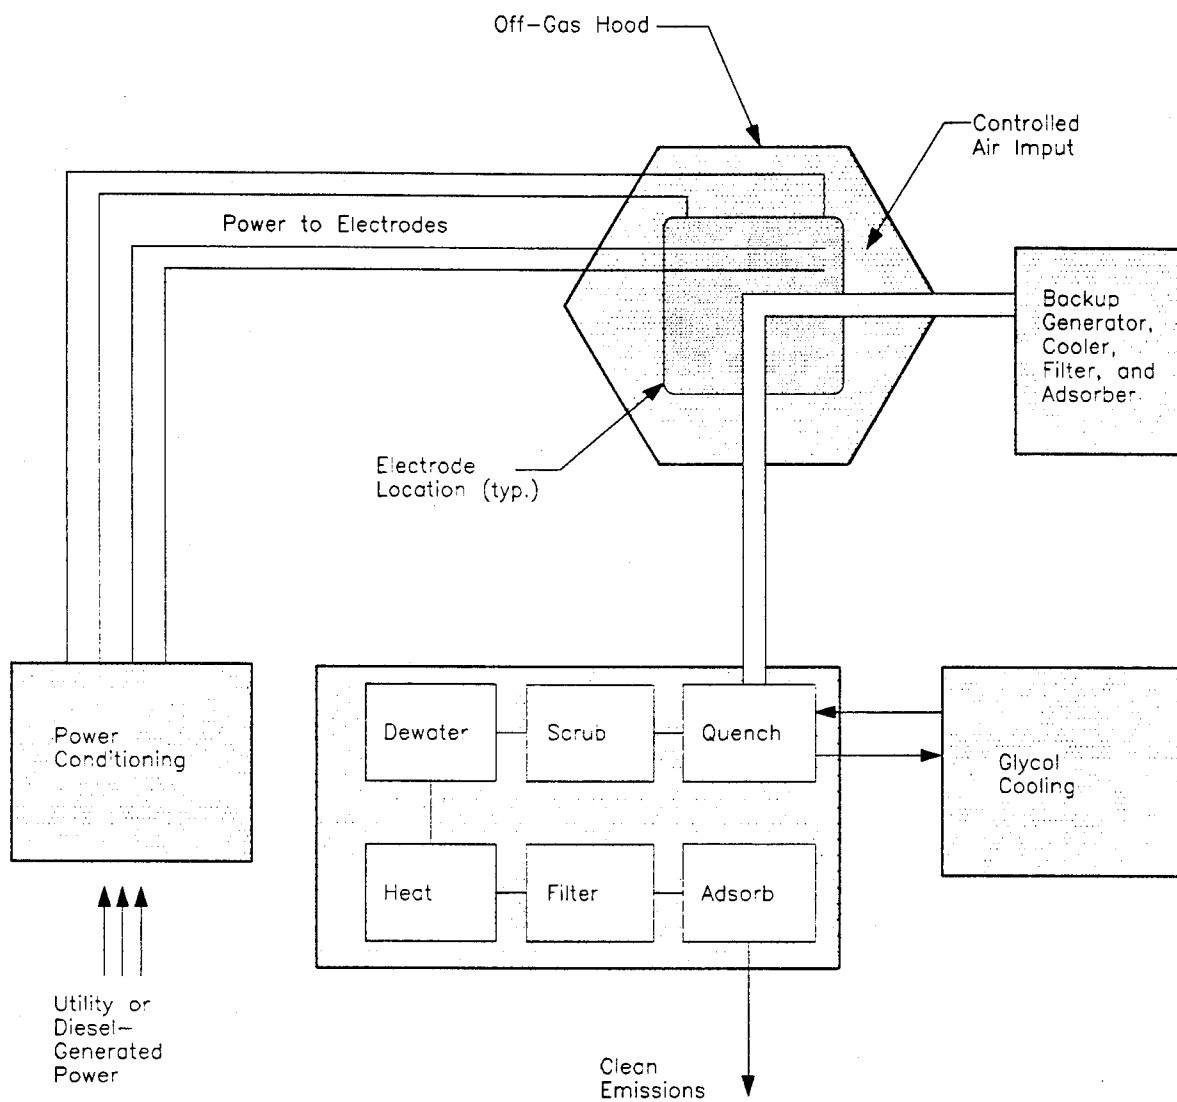 Off-Gas Hood
Controlled
Air Imput
Power to Electrodes
Backup
Generator,
Cooler,
Filter, and
Adsorber
Electrode
Location (typ.)
Power
Conditioning
Dewater
Scrub
Quench
Glycol
Cooling
Heat
Filter
Adsorb
Utility or
Diesel-
Generated
Power
Clean
Emissions